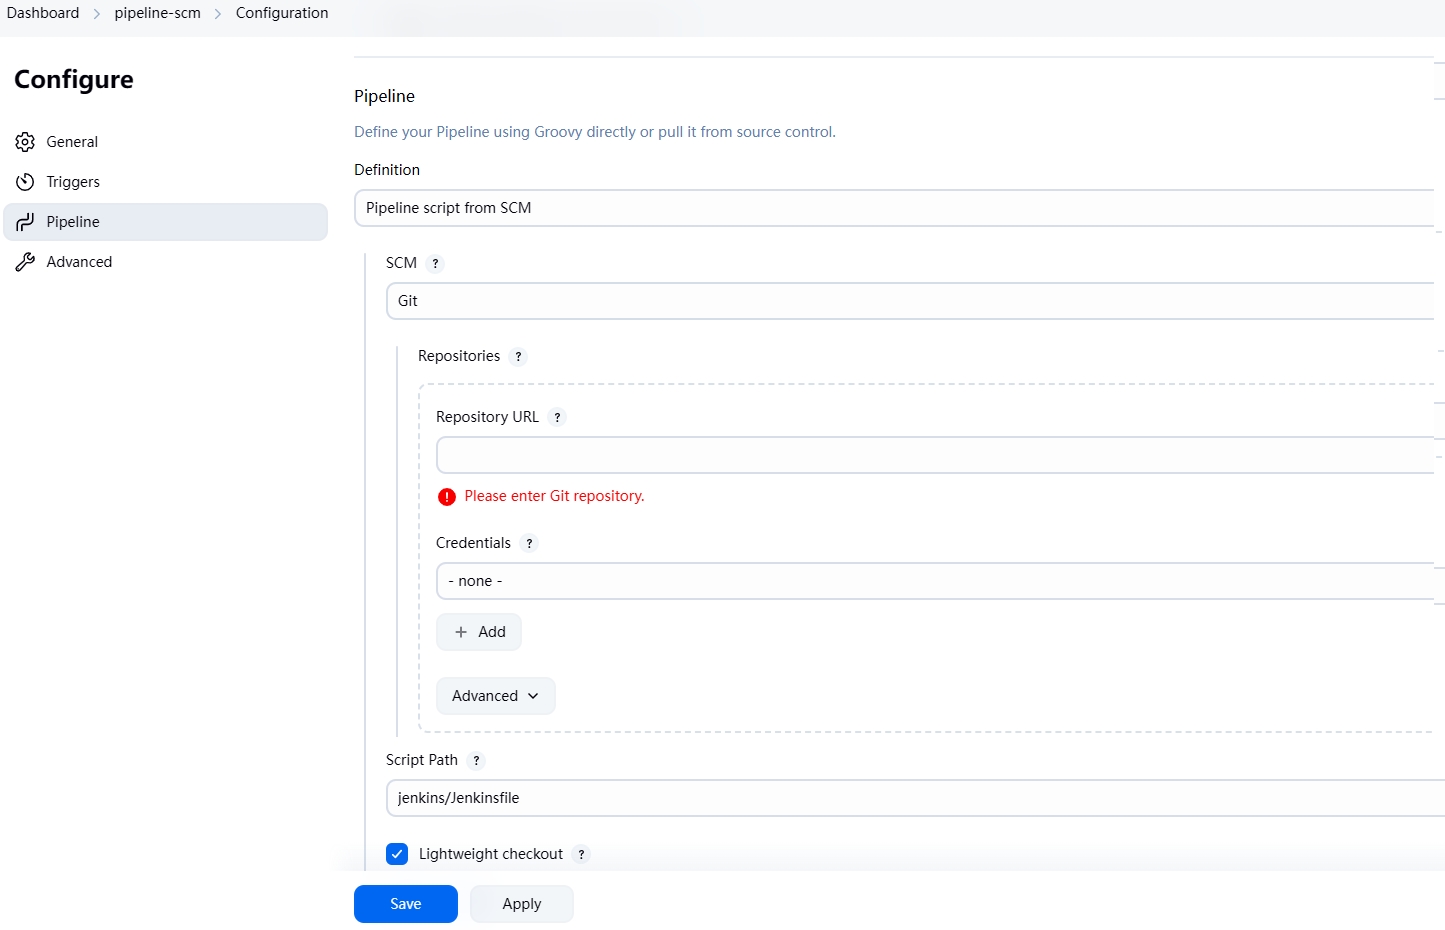 Dashboard > pipeline-scm > Configuration
Configure
General
Triggers
Pipeline
Advanced
Pipeline
Define your Pipeline using Groovy directly or pull it from source control.
Definition
Pipeline script from SCM
SCM ?
Git
Repositories ?
Repository URL ?
Please enter Git repository.
Credentials ?
- none -
+ Add
Advanced
Script Path ?
jenkins/Jenkinsfile
Lightweight checkout ?
Save Apply